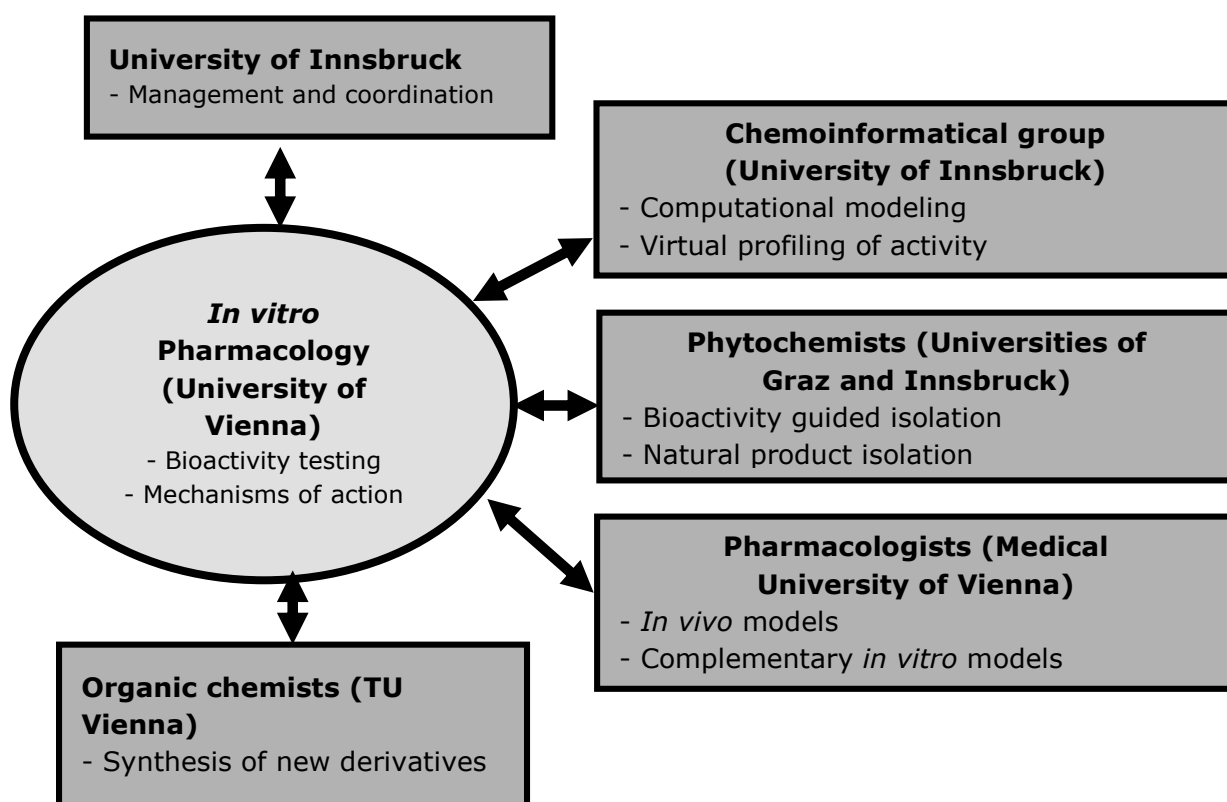 University of Innsbruck
- Management and coordination
Chemoinformatical group
(University of Innsbruck)
- Computational modeling
- Virtual profiling of activity
In vitro
Pharmacology
(University of
Vienna)
- Bioactivity testing
- Mechanisms of action
Phytochemists (Universities of
Graz and Innsbruck)
- Bioactivity guided isolation
- Natural product isolation
Pharmacologists (Medical
University of Vienna)
- In vivo models
- Complementary in vitro models
Organic chemists (TU
Vienna)
- Synthesis of new derivatives